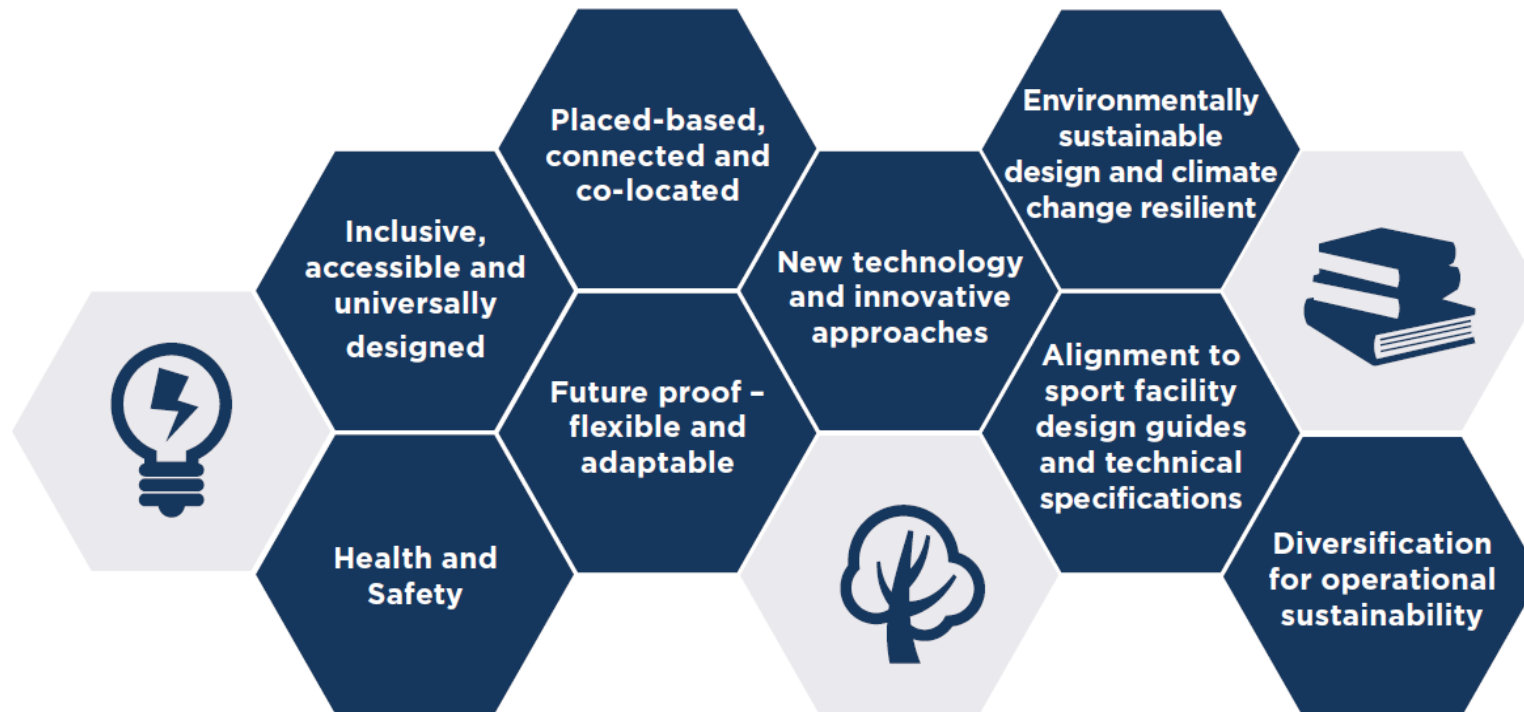 Placed-based,
connected and
co-located
Environmentally
sustainable
design and climate
change resilient
Inclusive,
accessible and
universally
designed
New technology
and innovative
approaches
Future proof –
flexible and
adaptable
Alignment to
sport facility
design guides
and technical
specifications
Health and
Safety
Diversification
for operational
sustainability